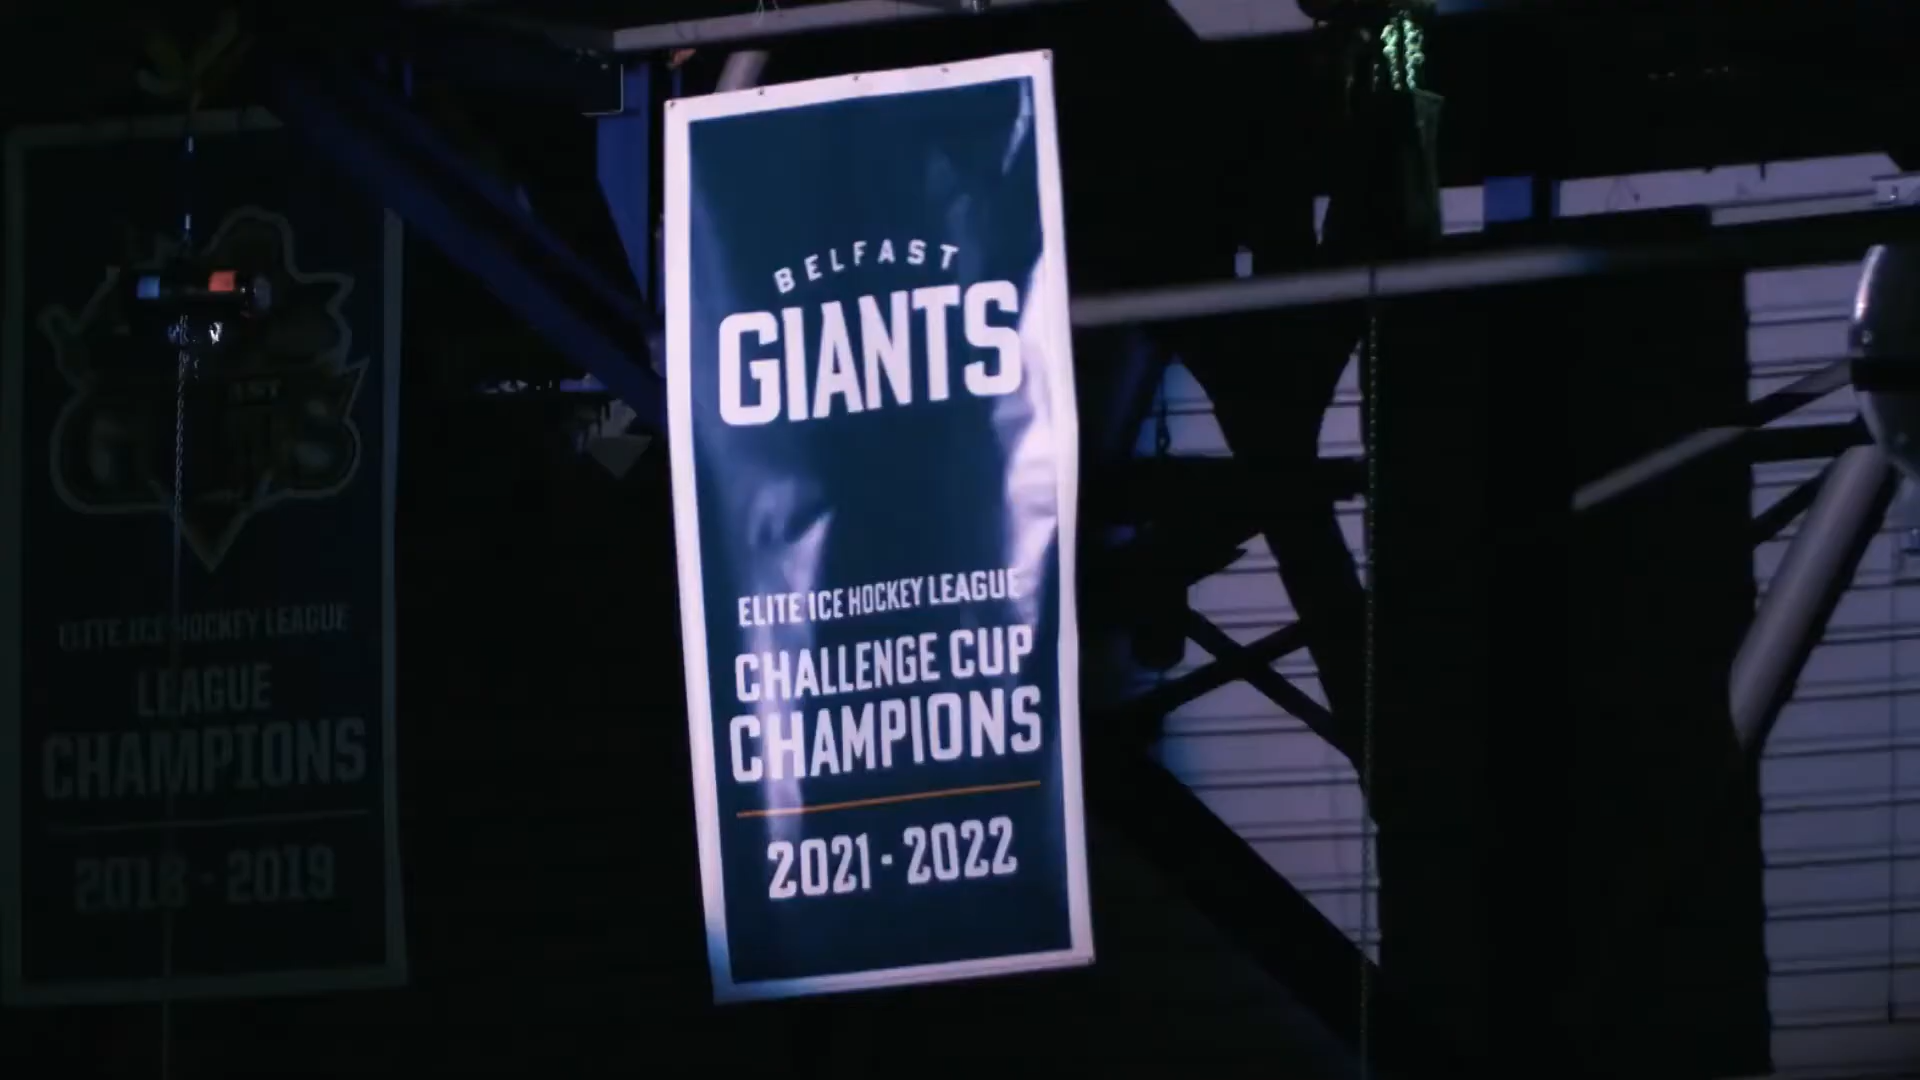 BELFAST
GIANTS
ELITE ICE HOCKEY LEAGUE
CHALLENGE CUP
CHAMPIONS
2021 - 2022
ELITE ICE HOCKEY LEAGUE
LEAGUE
CHAMPIONS
2018 - 2019